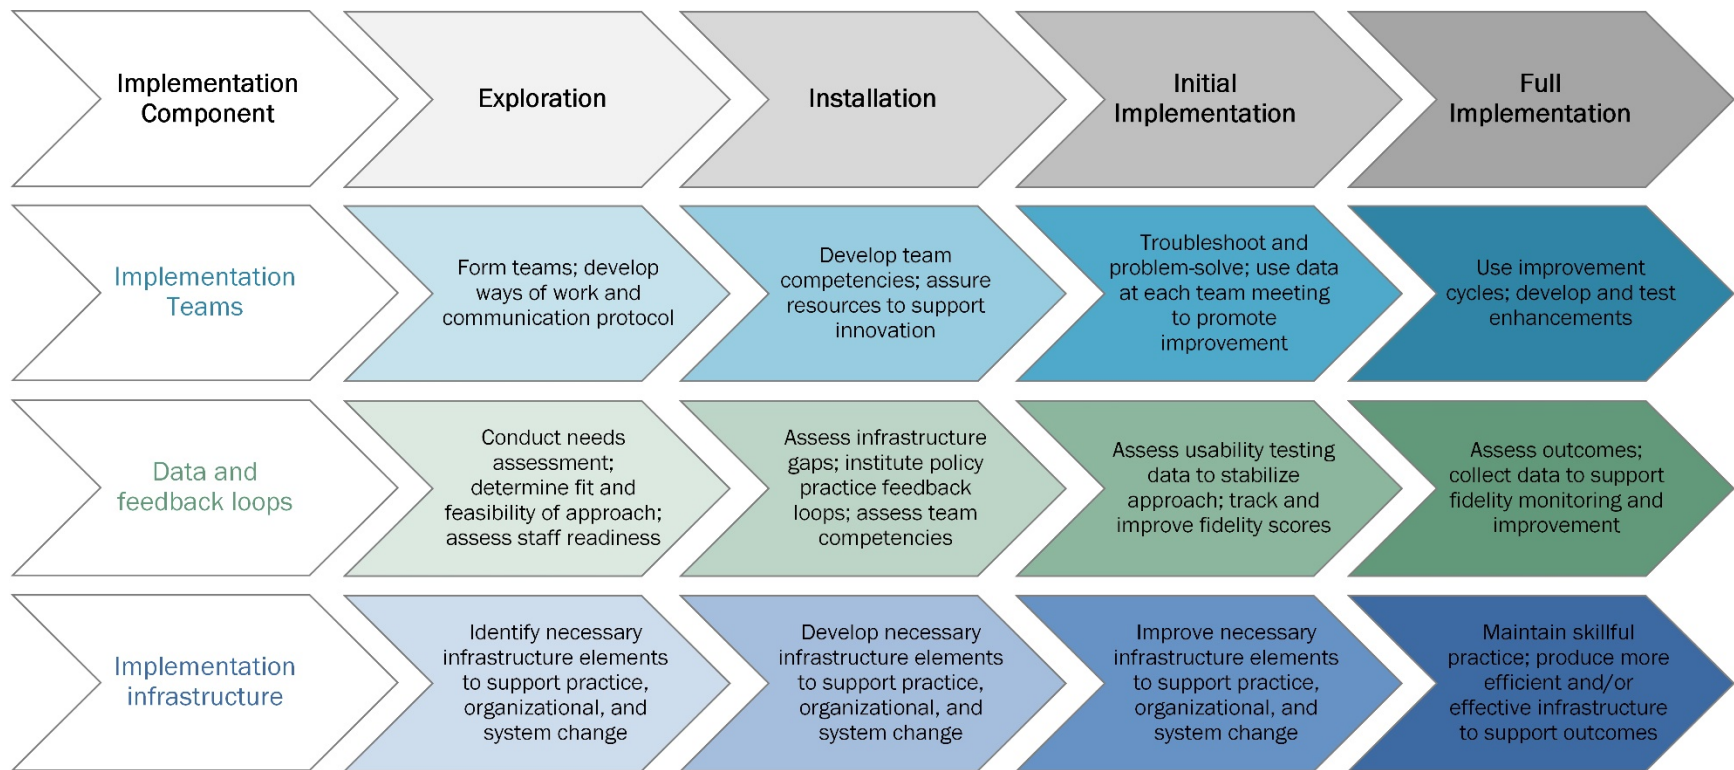 Implementation
Component
Exploration
Installation
Initial
Implementation
Full
Implementation
Implementation
Teams
Form teams; develop
ways of work and
communication protocol
Develop team
competencies; assure
resources to support
innovation
Troubleshoot and
problem-solve; use data
at each team meeting
to promote
improvement
Use improvement
cycles; develop and test
enhancements
Data and
feedback loops
Conduct needs
assessment;
determine fit and
feasibility of approach;
assess staff readiness
Assess infrastructure
gaps; institute policy
practice feedback
loops; assess team
competencies
Assess usability testing
data to stabilize
approach; track and
improve fidelity scores
Assess outcomes;
collect data to support
fidelity monitoring and
improvement
Implementation
infrastructure
Identify necessary
infrastructure elements
to support practice,
organizational, and
system change
Develop necessary
infrastructure elements
to support practice,
organizational, and
system change
Improve necessary
infrastructure elements
to support practice,
organizational, and
system change
Maintain skillful
practice; produce more
efficient and/or
effective infrastructure
to support outcomes